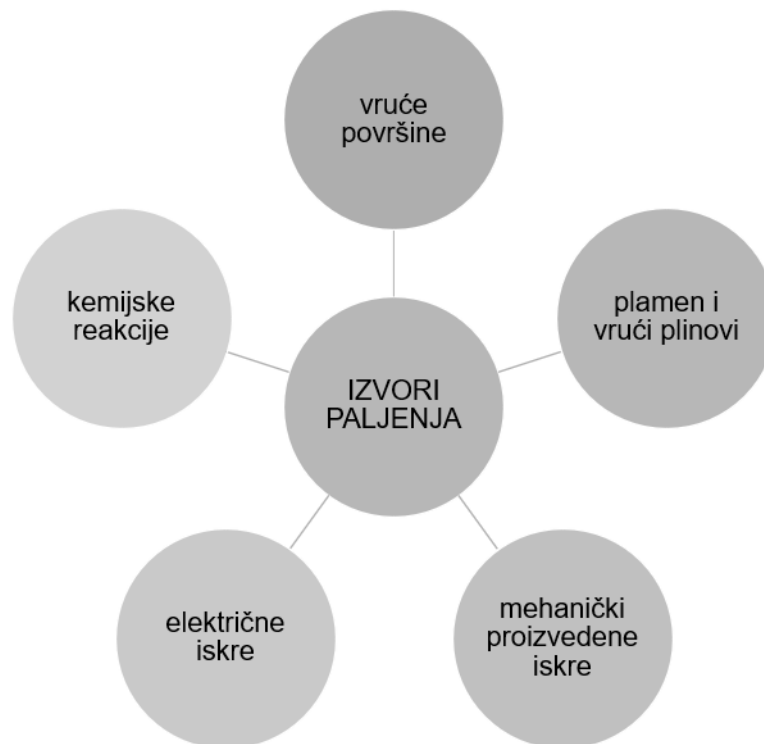 vruće
površine
kemijske
reakcije
plamen i
vrući plinovi
IZVORI
PALJENJA
električne
iskre
mehanički
proizvedene
iskre